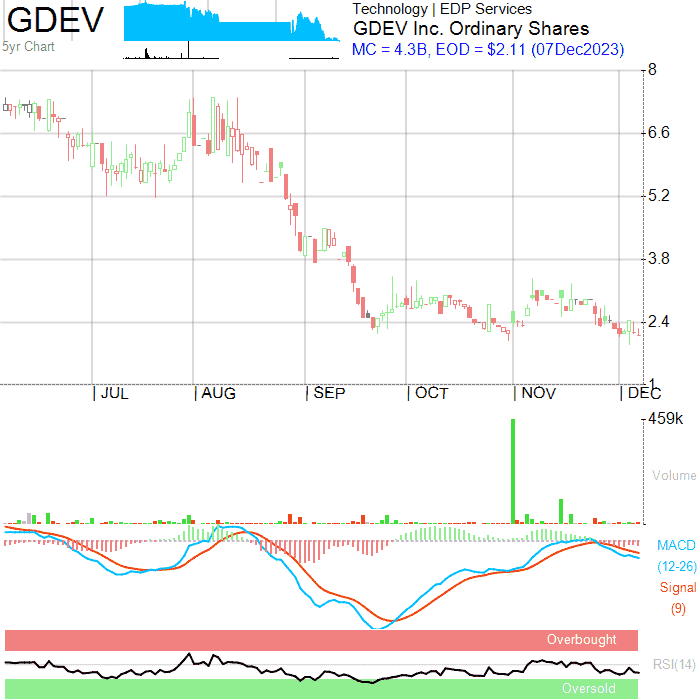 GDEV
5yr Chart
Technology | EDP Services
GDEV Inc. Ordinary Shares
MC = 4.3B, EOD = $2.11 (07Dec2023)
8
6.6
5.2
3.8
2.4
1
JUL
AUG
SEP
OCT
NOV
DEC
459k
Volume
MACD
(12-26)
Signal
(9)
Overbought
RSI(14)
Oversold